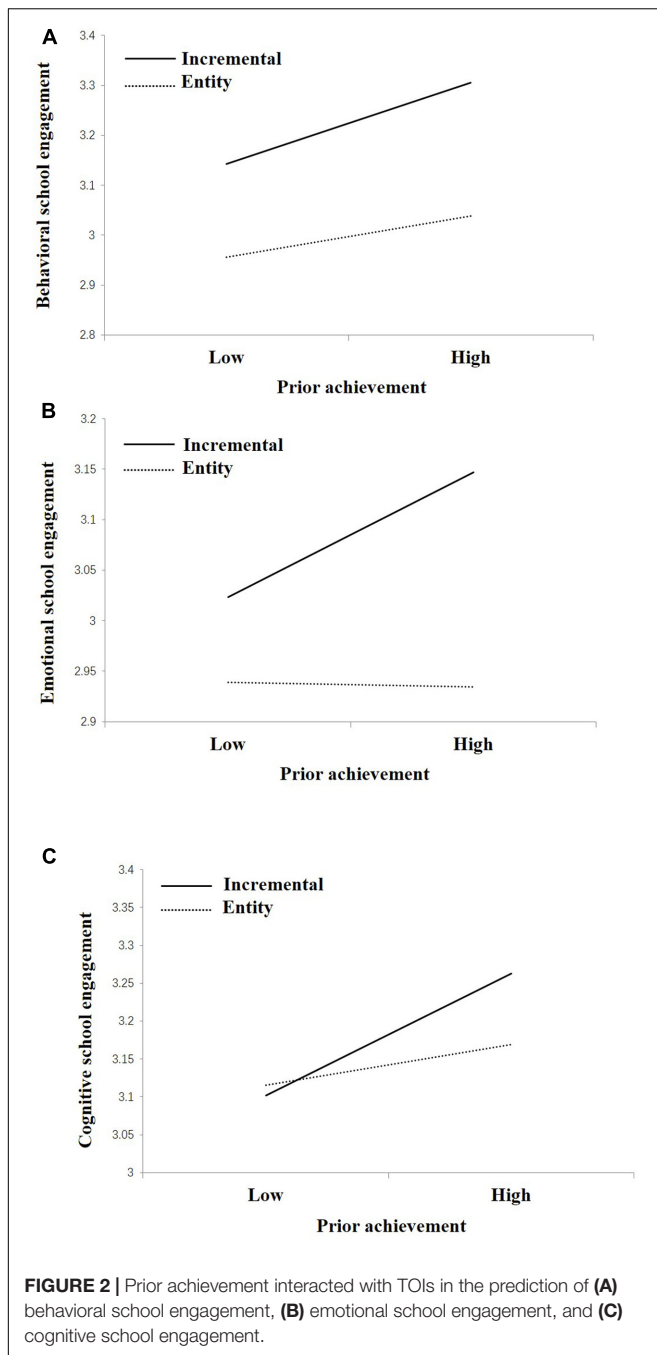 A
3.4
Incremental
Entity
3.3
3.2
3.1
3
2.9
2.8
Behavioral school engagement
Low
High
Prior achievement
B
3.2
Incremental
Entity
3.15
3.1
3.05
3
2.95
2.9
Emotional school engagement
Low
High
Prior achievement
C
3.4
Incremental
Entity
3.35
3.3
3.25
3.2
3.15
3.1
3.05
3
Cognitive school engagement
Low
High
Prior achievement
FIGURE 2 | Prior achievement interacted with TOIs in the prediction of (A)
behavioral school engagement, (B) emotional school engagement, and (C)
cognitive school engagement.